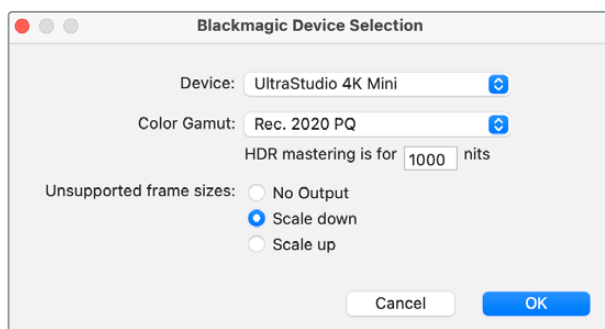 Blackmagic Device Selection
Device: UltraStudio 4K Mini
Color Gamut: Rec. 2020 PQ
HDR mastering is for 1000 nits
Unsupported frame sizes: No Output
Scale down
Scale up
Cancel OK